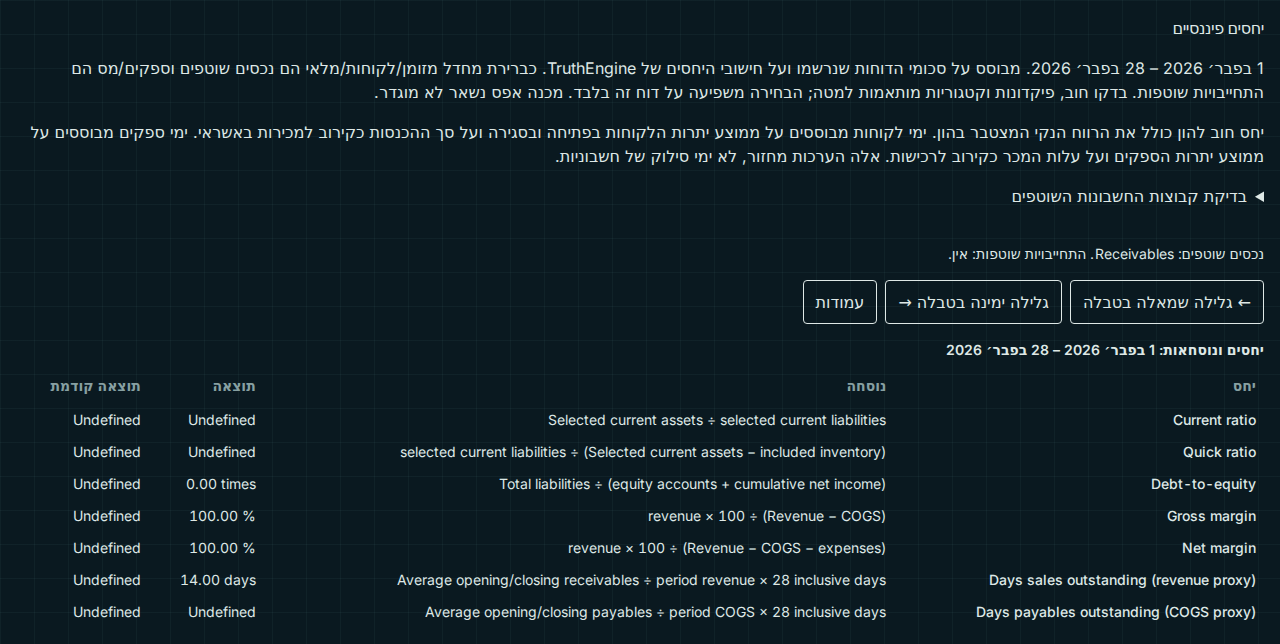 יחסים פיננסיים
1 בפבר׳ 2026 – 28 בפבר׳ 2026. מבוסס על סכומי הדוחות שנרשמו ועל חישובי היחסים של TruthEngine. כברירת מחדל מזומן/לקוחות/מלאי הם נכסים שוטפים וספקים/מס הם
התחייבויות שוטפות. בדקו חוב, פיקדונות וקטגוריות מותאמות למטה; הבחירה משפיעה על דוח זה בלבד. מכנה אפס נשאר לא מוגדר.
יחס חוב להון כולל את הרווח הנקי המצטבר בהון. ימי לקוחות מבוססים על ממוצע יתרות הלקוחות בפתיחה ובסגירה ועל סך ההכנסות כקירוב למכירות באשראי. ימי ספקים מבוססים על
ממוצע יתרות הספקים ועל עלות המכר כקירוב לרכישות. אלה הערכות מחזור, לא ימי סילוק של חשבוניות.
◀ בדיקת קבוצות החשבונות השוטפים
נכסים שוטפים: Receivables. התחייבויות שוטפות: אין.
← גלילה שמאלה בטבלה גלילה ימינה בטבלה → עמודות
יחסים ונוסחאות: 1 בפבר׳ 2026 – 28 בפבר׳ 2026
יחס נוסחה תוצאה תוצאה קודמת
Current ratio Selected current assets ÷ selected current liabilities Undefined Undefined
Quick ratio selected current liabilities ÷ (Selected current assets − included inventory) Undefined Undefined
Debt-to-equity Total liabilities ÷ (equity accounts + cumulative net income) 0.00 times Undefined
Gross margin revenue × 100 ÷ (Revenue − COGS) 100.00 % Undefined
Net margin revenue × 100 ÷ (Revenue − COGS − expenses) 100.00 % Undefined
Days sales outstanding (revenue proxy) Average opening/closing receivables ÷ period revenue × 28 inclusive days 14.00 days Undefined
Days payables outstanding (COGS proxy) Average opening/closing payables ÷ period COGS × 28 inclusive days Undefined Undefined